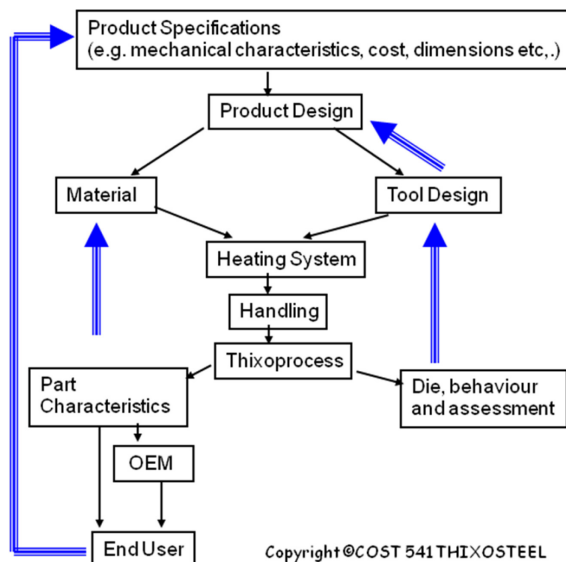 Product Specifications
(e.g. mechanical characteristics, cost, dimensions etc,.)
Product Design
Material
Tool Design
Heating System
Handling
Thixoprocess
Part
Characteristics
Die, behaviour
and assessment
OEM
End User
Copyright ©COST 541 THIXOSTEEL